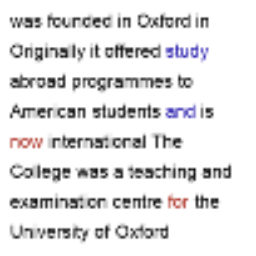 was founded in Oxford in
Originally it offered study
abroad programmes to
American students and is
now international The
College was a teaching and
examination centre for the
University of Oxford